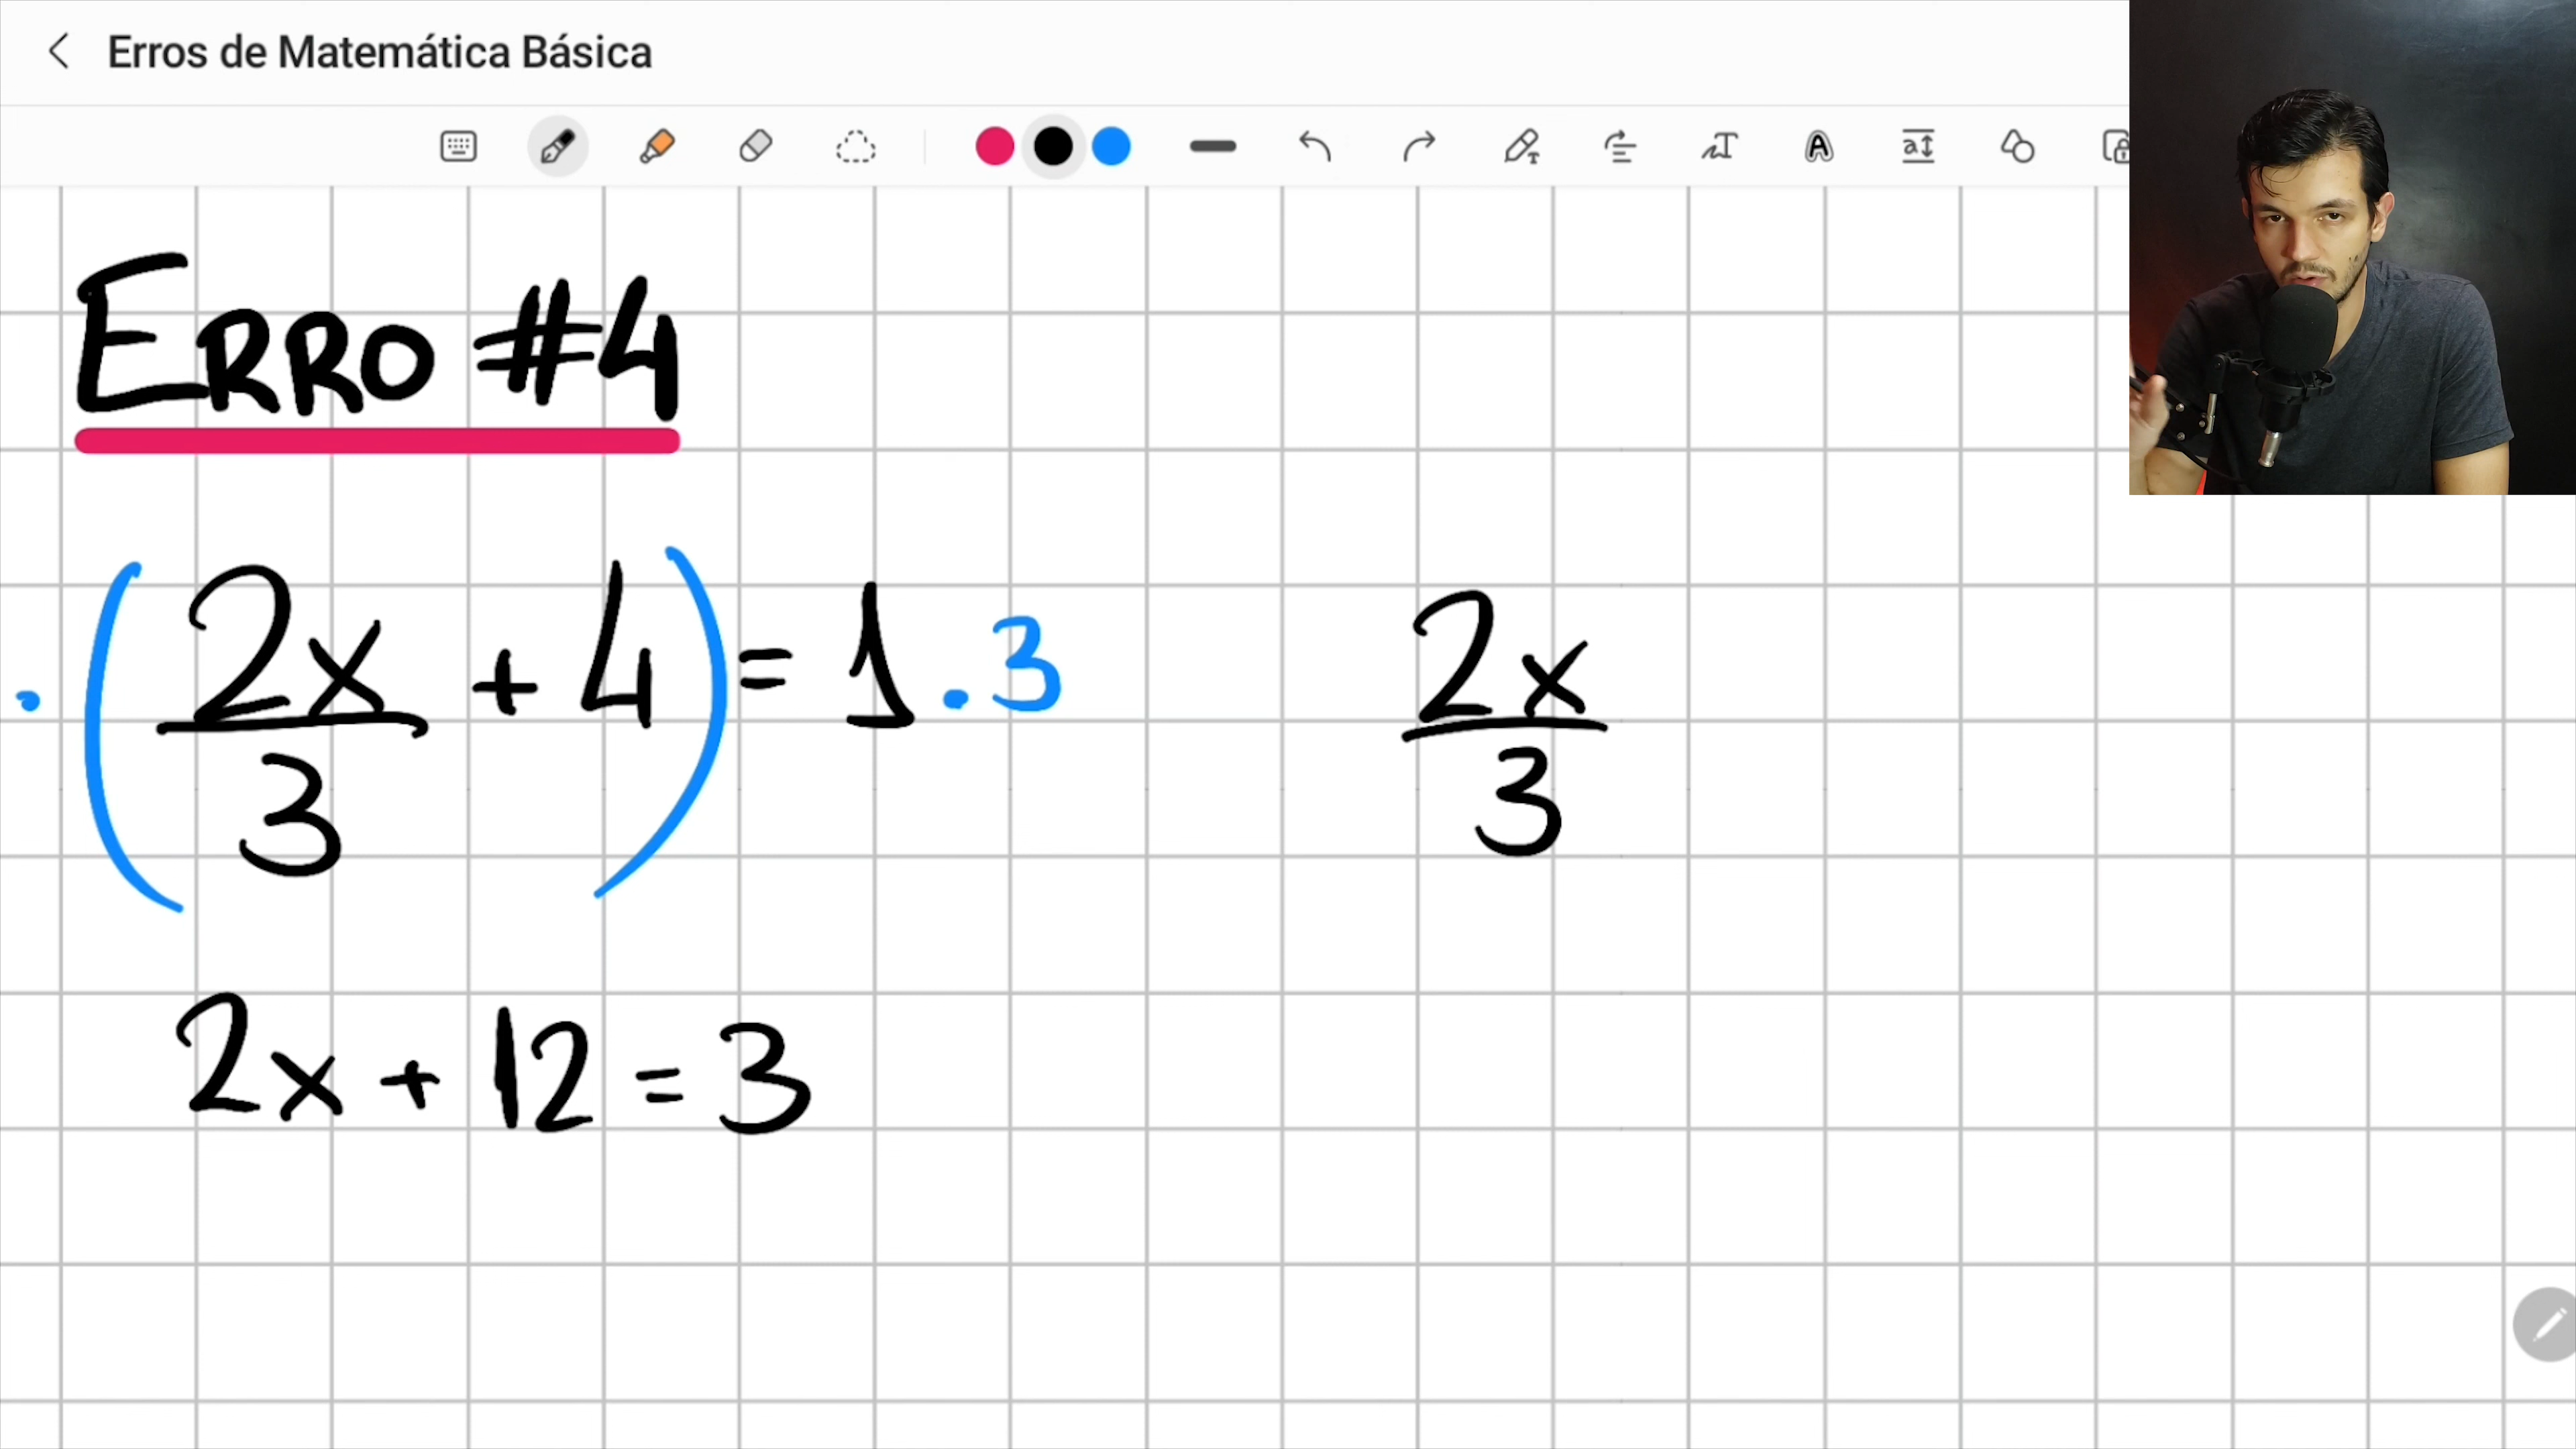 Erros de Matemática Básica
ERRO #4
.(2x/3 + 4) = 1 .3
2x/3
2x + 12 = 3